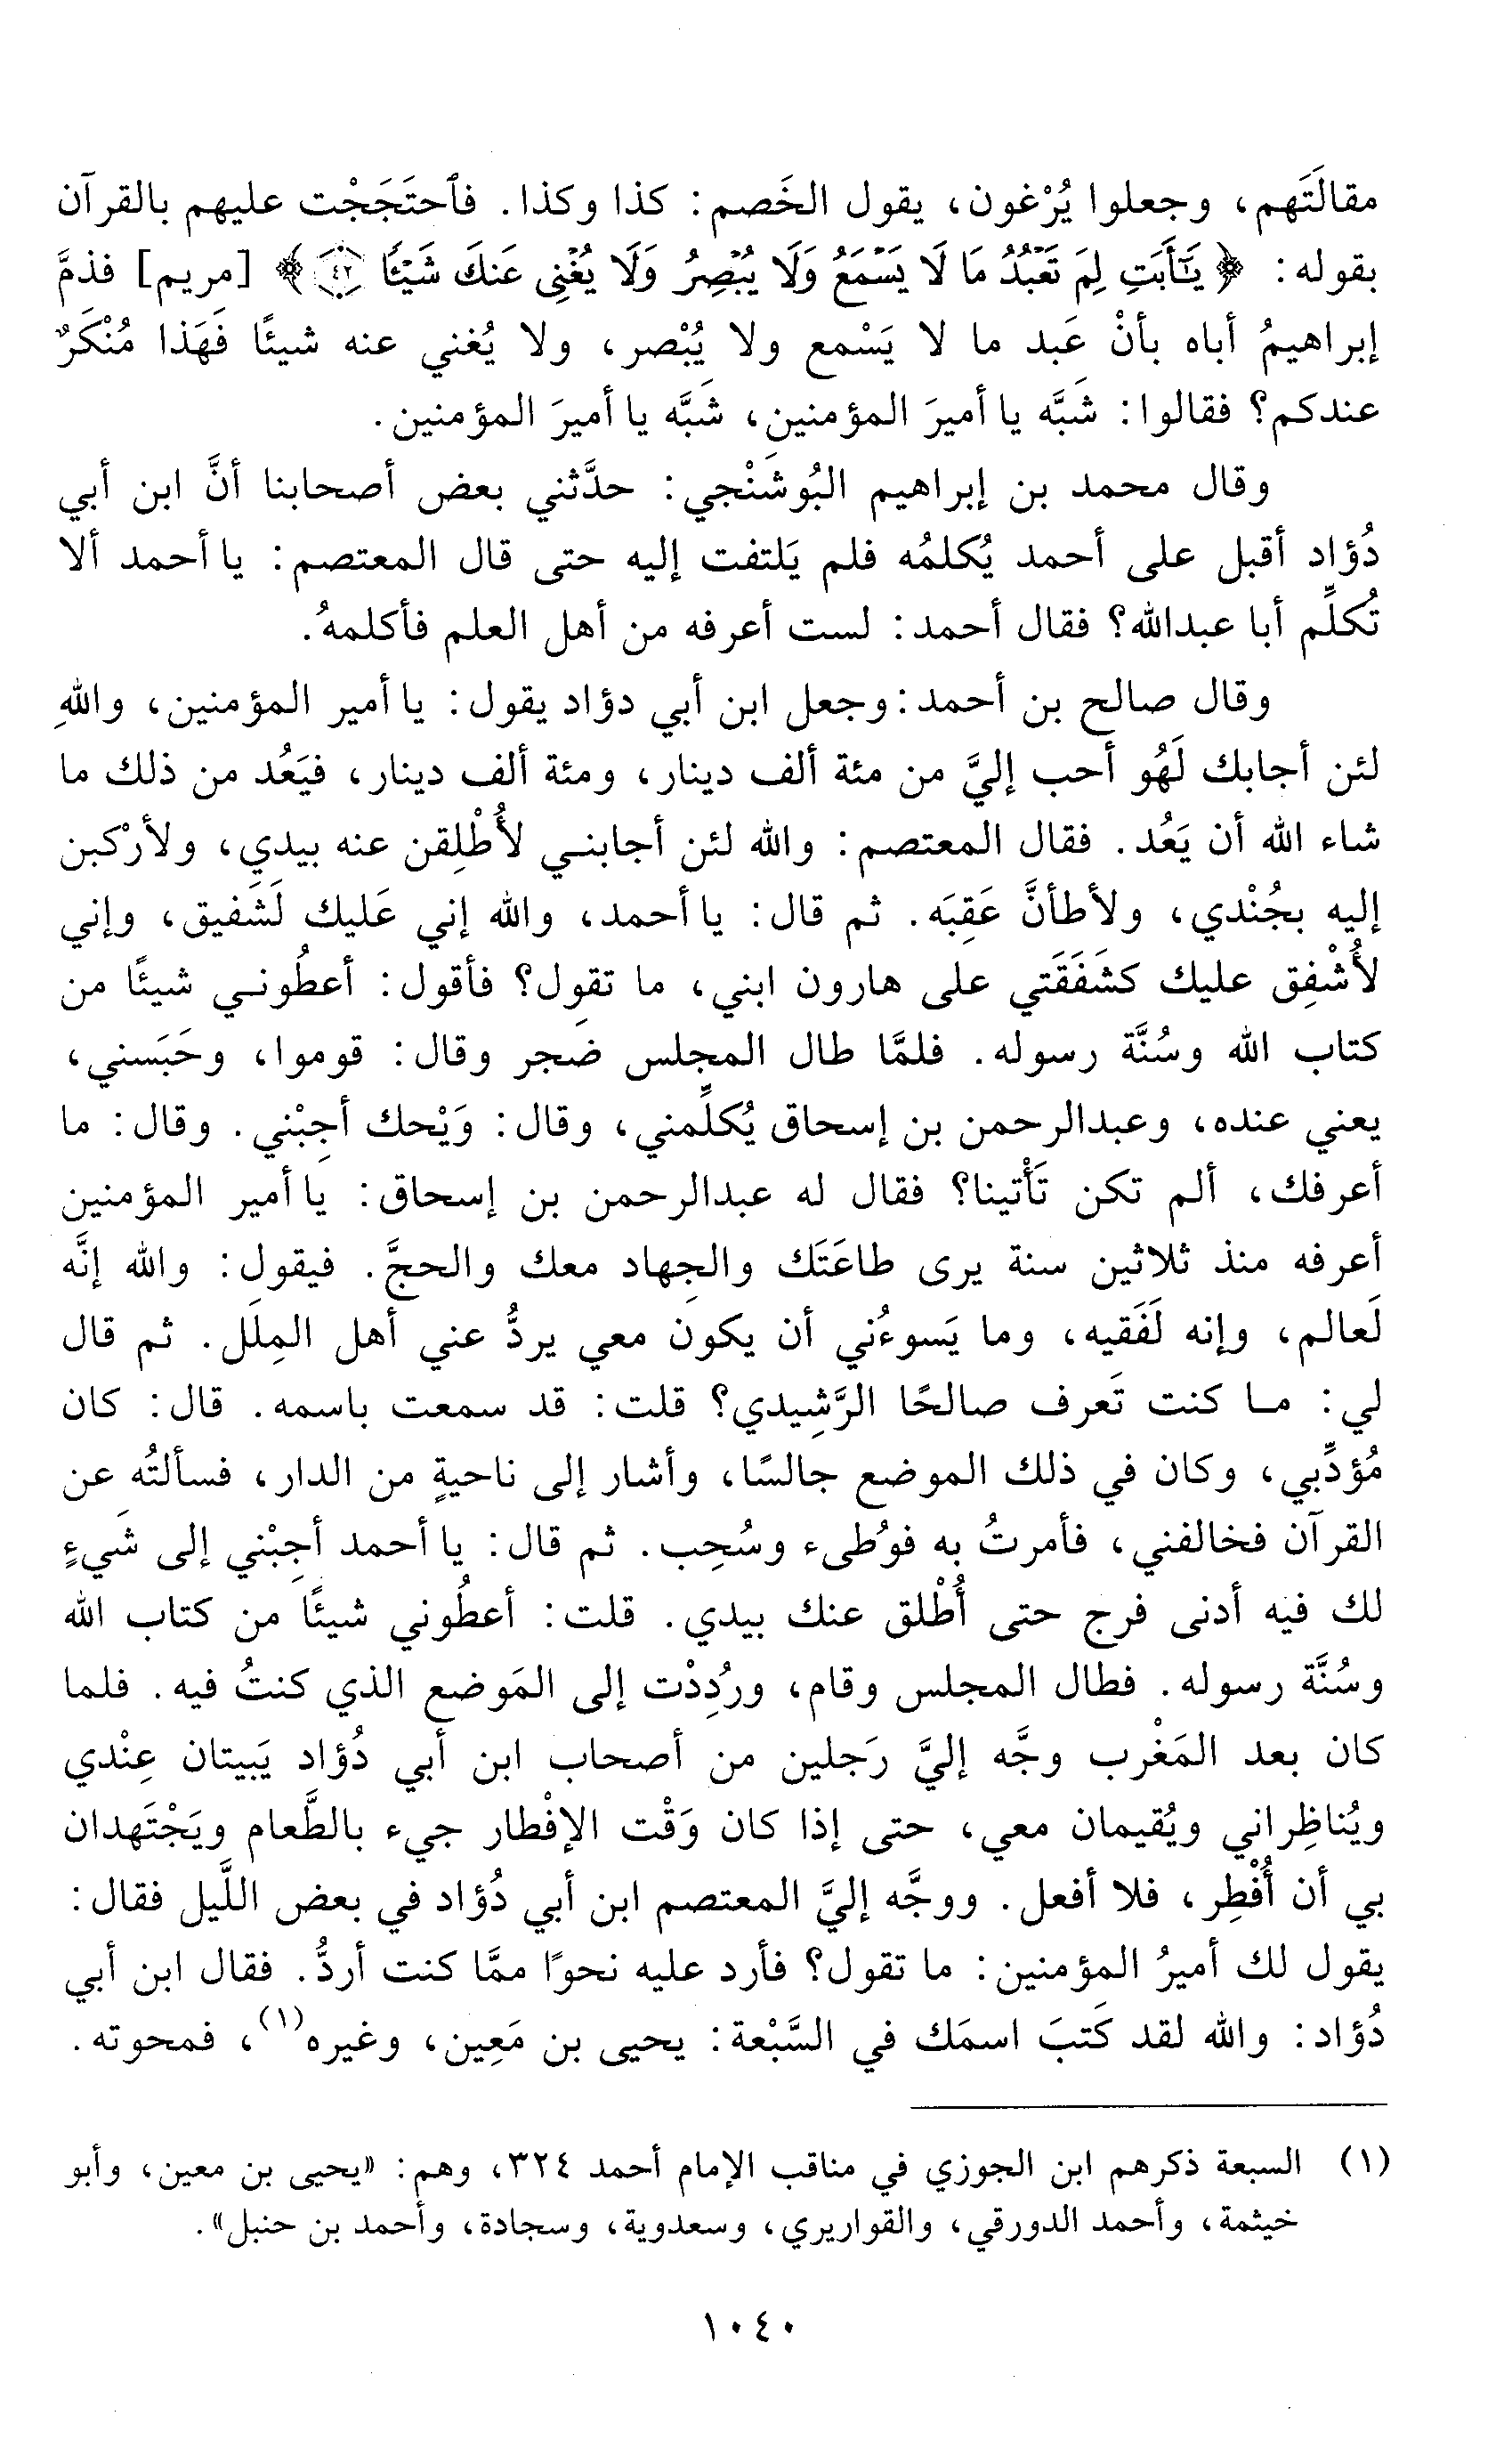 مقالَتَهم، وجعلوا يُرْغون، يقول الخَصم: كذا وكذا. فٱحتَجَجْت عليهم بالقرآن
بقوله: ﴿يَٰٓأَبَتِ لِمَ تَعۡبُدُ مَا لَا يَسۡمَعُ وَلَا يُبۡصِرُ وَلَا يُغۡنِى عَنكَ شَيۡـًٔا ٤٢﴾ [مريم] فذمَّ
إبراهيمُ أباه بأنْ عَبد ما لا يَسْمع ولا يُبْصر، ولا يُغني عنه شيئًا فَهَذا مُنْكَرٌ
عندكم؟ فقالوا: شَبَّه يا أميرَ المؤمنين، شَبَّه يا أميرَ المؤمنين.
وقال محمد بن إبراهيم البُوشَنْجي: حدَّثني بعض أصحابنا أنَّ ابن أبي
دُؤاد أقبل على أحمد يُكلمُه فلم يَلتفت إليه حتى قال المعتصم: يا أحمد ألا
تُكلِّم أبا عبدالله؟ فقال أحمد: لست أعرفه من أهل العلم فأكلمهُ.
وقال صالح بن أحمد: وجعل ابن أبي دؤاد يقول: يا أمير المؤمنين، واللهِ
لئن أجابك لَهُو أحب إليَّ من مئة ألف دينار، ومئة ألف دينار، فيَعُد من ذلك ما
شاء الله أن يَعُد. فقال المعتصم: والله لئن أجابني لأُطْلِقن عنه بيدي، ولأرْكبن
إليه بجُنْدي، ولأطأنَّ عَقِبَه. ثم قال: يا أحمد، والله إني عَليك لَشَفيق، وإني
لأُشْفِق عليك كشَفَقَتي على هارون ابني، ما تقول؟ فأقول: أعطُوني شيئًا من
كتاب الله وسُنَّة رسوله. فلمَّا طال المجلس ضَجِر وقال: قوموا، وحَبَسني،
يعني عنده، وعبدالرحمن بن إسحاق يُكلِّمني، وقال: وَيْحك أجِبْني. وقال: ما
أعرفك، ألم تكن تَأْتينا؟ فقال له عبدالرحمن بن إسحاق: يا أمير المؤمنين
أعرفه منذ ثلاثين سنة يرى طاعَتَك والجِهاد معك والحجَّ. فيقول: والله إنَّه
لَعالم، وإنه لَفَقيه، وما يَسوءُني أن يكون معي يردُّ عني أهل المِلَل. ثم قال
لي: ما كنت تَعرف صالحًا الرَّشِيدي؟ قلت: قد سمعت باسمه. قال: كان
مُؤدِّبي، وكان في ذلك الموضع جالسًا، وأشار إلى ناحيةٍ من الدار، فسألتُه عن
القرآن فخالفني، فأمرتُ به فوُطىء وسُحِب. ثم قال: يا أحمد أجِبْني إلى شَيءٍ
لك فيه أدنى فرج حتى أُطْلق عنك بيدي. قلت: أعطُوني شيئًا من كتاب الله
وسُنَّة رسوله. فطال المجلس وقام، ورُدِدْت إلى المَوضع الذي كنتُ فيه. فلما
كان بعد المَغْرب وجَّه إليَّ رَجلين من أصحاب ابن أبي دُؤاد يَبيتان عِنْدي
ويُناظِراني ويُقيمان معي، حتى إذا كان وَقْت الإفْطار جيء بالطَّعام ويَجْتَهدان
بي أن أُفْطِر، فلا أفعل. ووجَّه إليَّ المعتصم ابن أبي دُؤاد في بعض اللَّيل فقال:
يقول لك أميرُ المؤمنين: ما تقول؟ فأرد عليه نحوًا ممَّا كنت أردُّ. فقال ابن أبي
دُؤاد: والله لقد كَتبَ اسمَك في السَّبْعة: يحيى بن مَعِين، وغيره(١)، فمحوته.
(١) السبعة ذكرهم ابن الجوزي في مناقب الإمام أحمد ٣٢٤، وهم: «يحيى بن معين، وأبو
خيثمة، وأحمد الدورقي، والقواريري، وسعدوية، وسجادة، وأحمد بن حنبل».
١٠٤٠